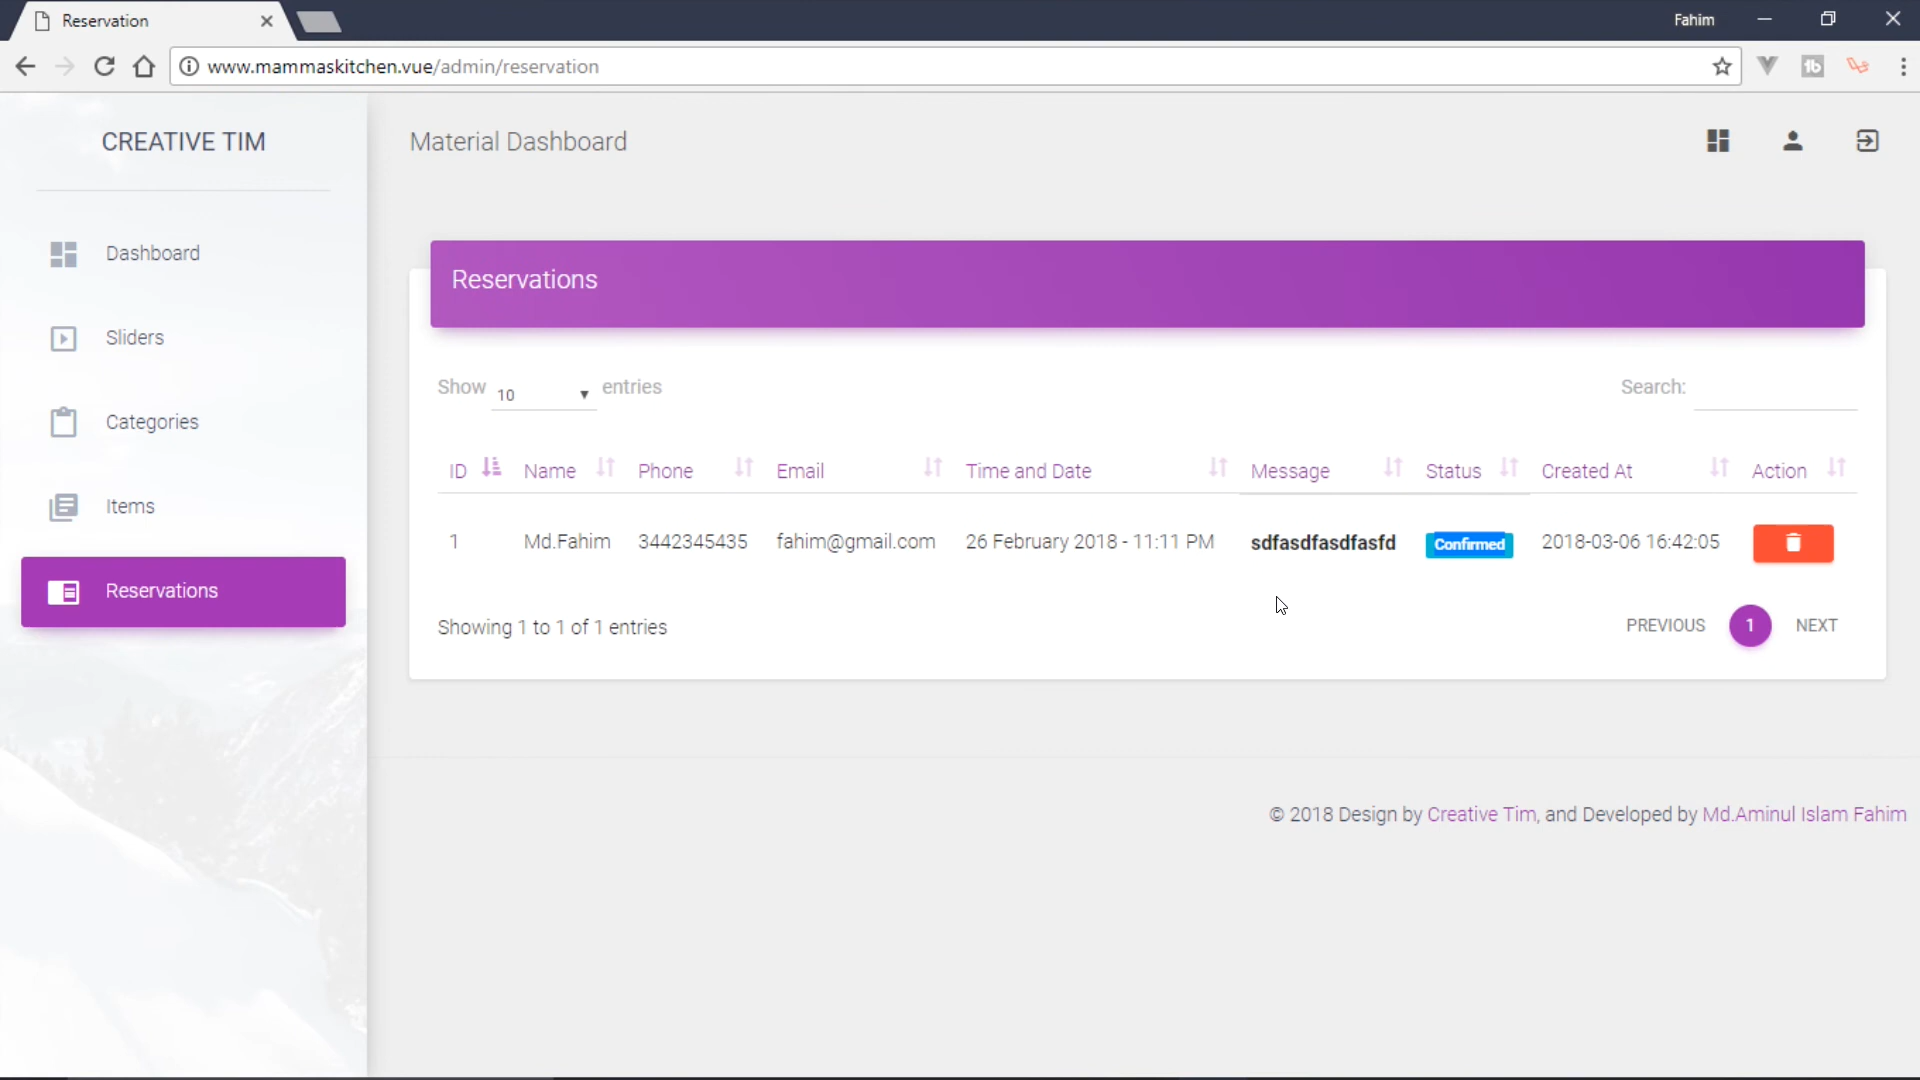 Reservation
Fahim
www.mammaskitchen.vue/admin/reservation
CREATIVE TIM
Material Dashboard
Dashboard
Sliders
Categories
Items
Reservations
Reservations
Show 10 entries
Search:
ID Name Phone Email Time and Date Message Status Created At Action
1 Md.Fahim 3442345435 fahim@gmail.com 26 February 2018 - 11:11 PM sdfasdfasdfasfd Confirmed 2018-03-06 16:42:05
Showing 1 to 1 of 1 entries
PREVIOUS 1 NEXT
© 2018 Design by Creative Tim, and Developed by Md.Aminul Islam Fahim